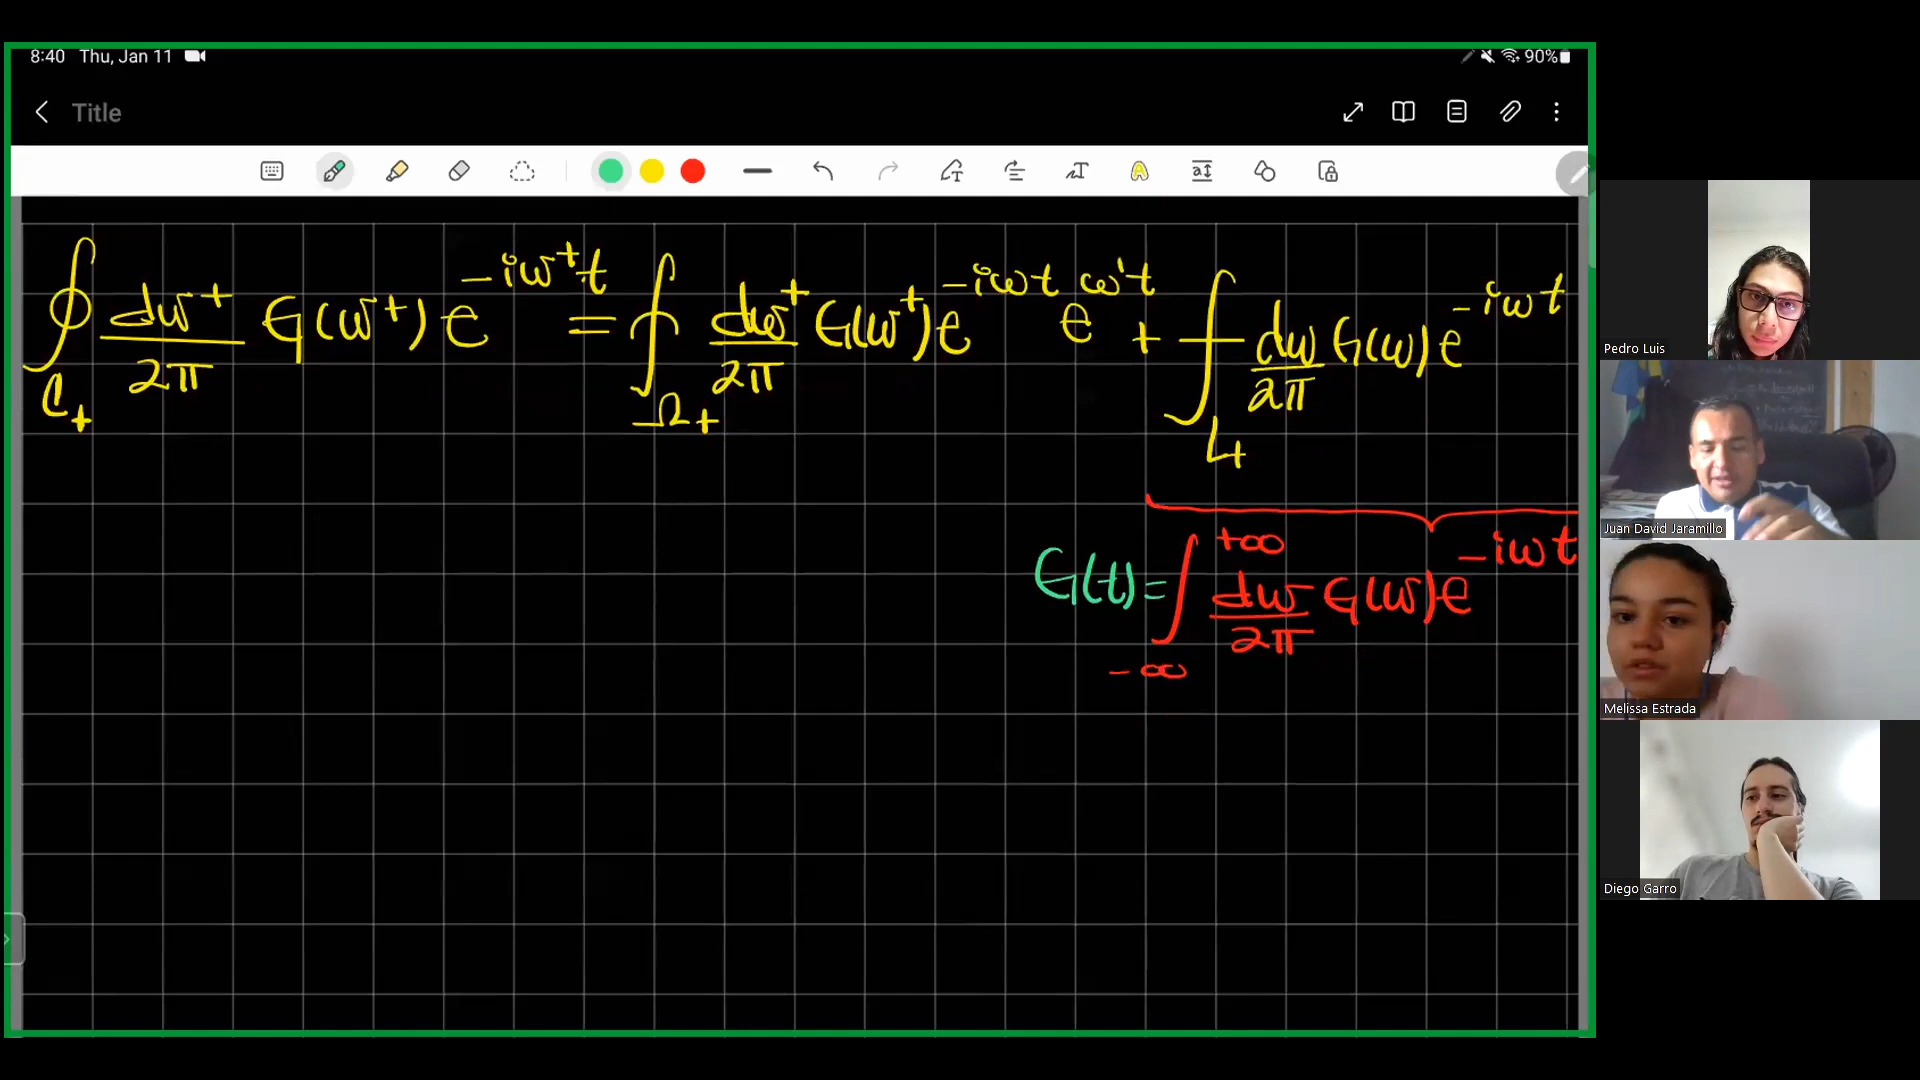 8:40 Thu, Jan 11 90%
Title
∮_{C₊} dω⁺/2π G(ω⁺) e^{-iω⁺t} = ∫_{Ω₊} dω⁺/2π G(ω⁺) e^{-iωt} e^{ω't} + ∫_{L} dω/2π G(ω) e^{-iωt}
G(t) = ∫_{-∞}^{+∞} dω/2π G(ω) e^{-iωt}
Pedro Luis
Juan David Jaramillo
Melissa Estrada
Diego Garro